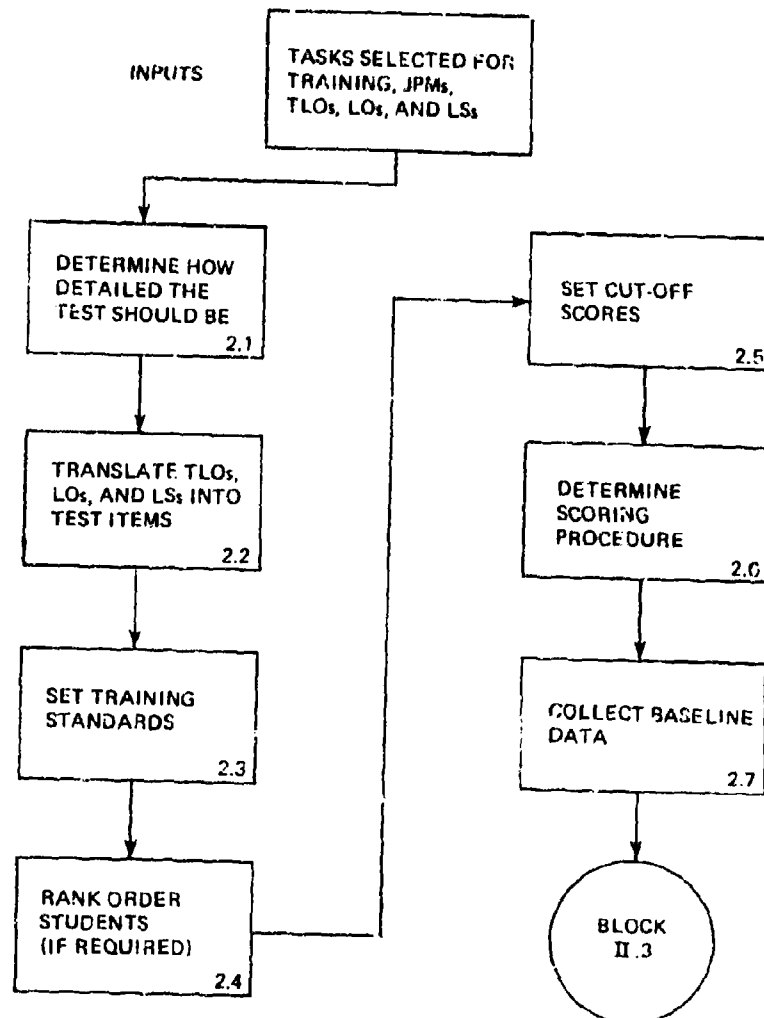 INPUTS
TASKS SELECTED FOR
TRAINING, JPMs,
TLOs, LOs, AND LSs
DETERMINE HOW
DETAILED THE
TEST SHOULD BE
2.1
TRANSLATE TLOs,
LOs, AND LSs INTO
TEST ITEMS
2.2
SET TRAINING
STANDARDS
2.3
RANK ORDER
STUDENTS
(IF REQUIRED)
2.4
SET CUT-OFF
SCORES
2.5
DETERMINE
SCORING
PROCEDURE
2.6
COLLECT BASELINE
DATA
2.7
BLOCK
II.3